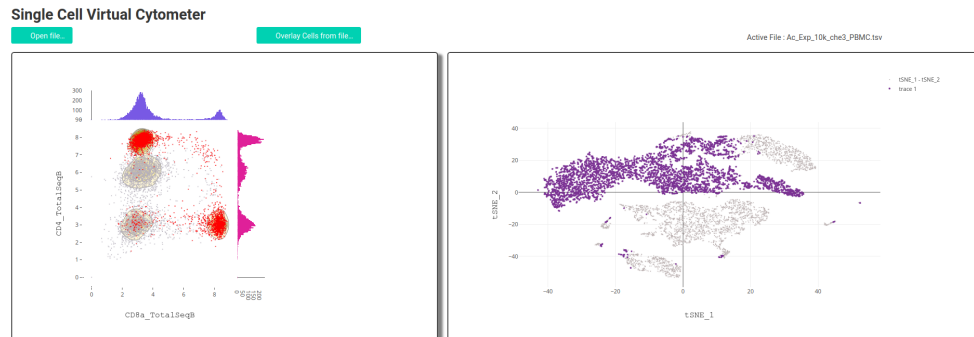 Single Cell Virtual Cytometer
Open file...
Overlay Cells from file...
Active File : Ac_Exp_10k_che3_PBMC.tsv
300
200
100
8
7
6
5
4
3
2
1
0
CD4_TotalSeqB
0 2 4 6 8
0 50 100 150 200
CD8a_TotalSeqB
tSNE_1 - tSNE_2
trace 1
40
20
0
−20
−40
tSNE_2
−40 −20 0 20 40
tSNE_1